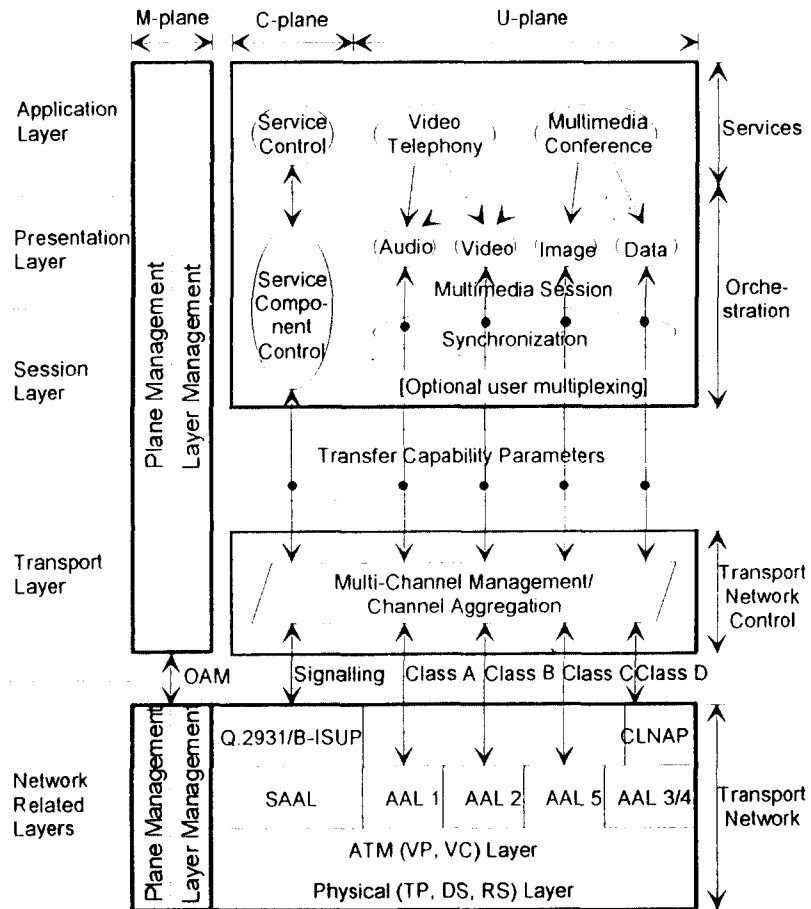 M-plane
C-plane
U-plane
Application
Layer
Service
Control
Video
Telephony
Multimedia
Conference
Services
Presentation
Layer
Audio
Video
Image
Data
Service
Compo-
nent
Control
Multimedia Session
Synchronization
Orche-
stration
Session
Layer
[Optional user multiplexing]
Plane Management
Layer Management
Transfer Capability Parameters
Transport
Layer
Multi-Channel Management/
Channel Aggregation
Transport
Network
Control
OAM
Signalling
Class A
Class B
Class C
Class D
Network
Related
Layers
Plane Management
Layer Management
Q.2931/B-ISUP
CLNAP
SAAL
AAL 1
AAL 2
AAL 5
AAL 3/4
Transport
Network
ATM (VP, VC) Layer
Physical (TP, DS, RS) Layer